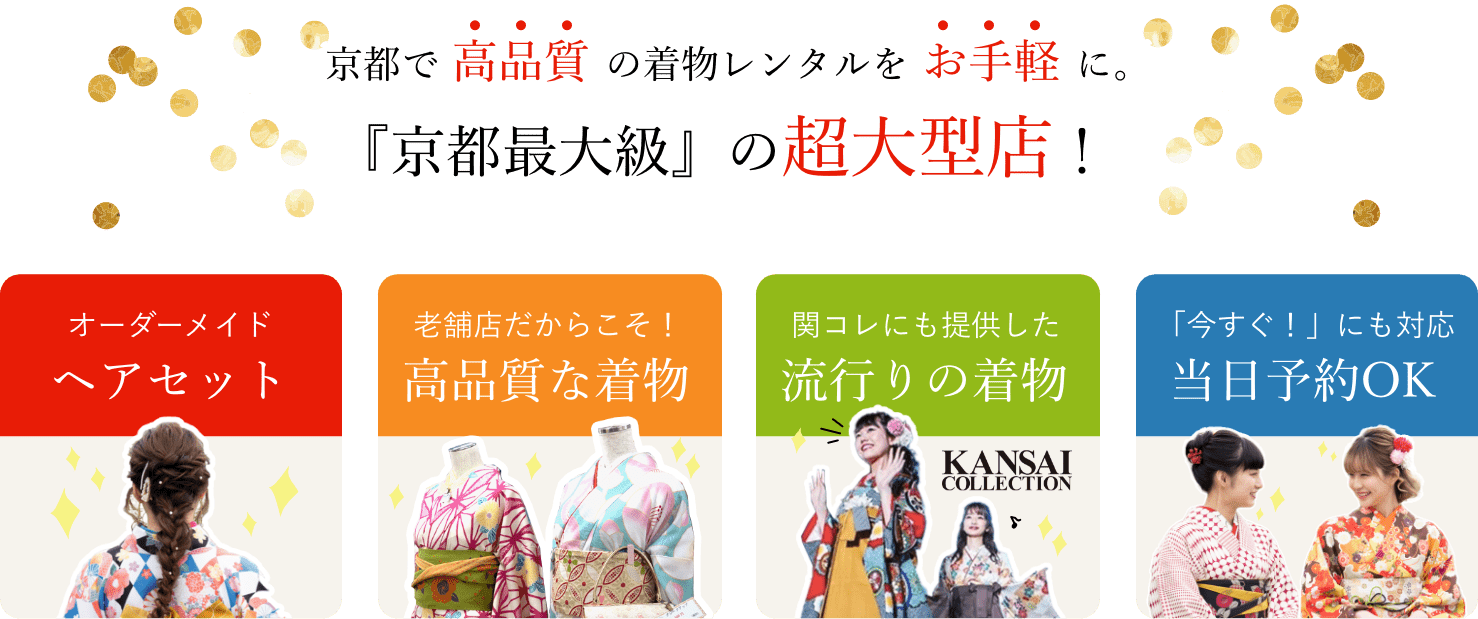 京都で 高品質 の着物レンタルを お手軽 に。
『京都最大級』の超大型店！
オーダーメイド
ヘアセット
老舗店だからこそ！
高品質な着物
関コレにも提供した
流行りの着物
KANSAI
COLLECTION
「今すぐ！」にも対応
当日予約OK